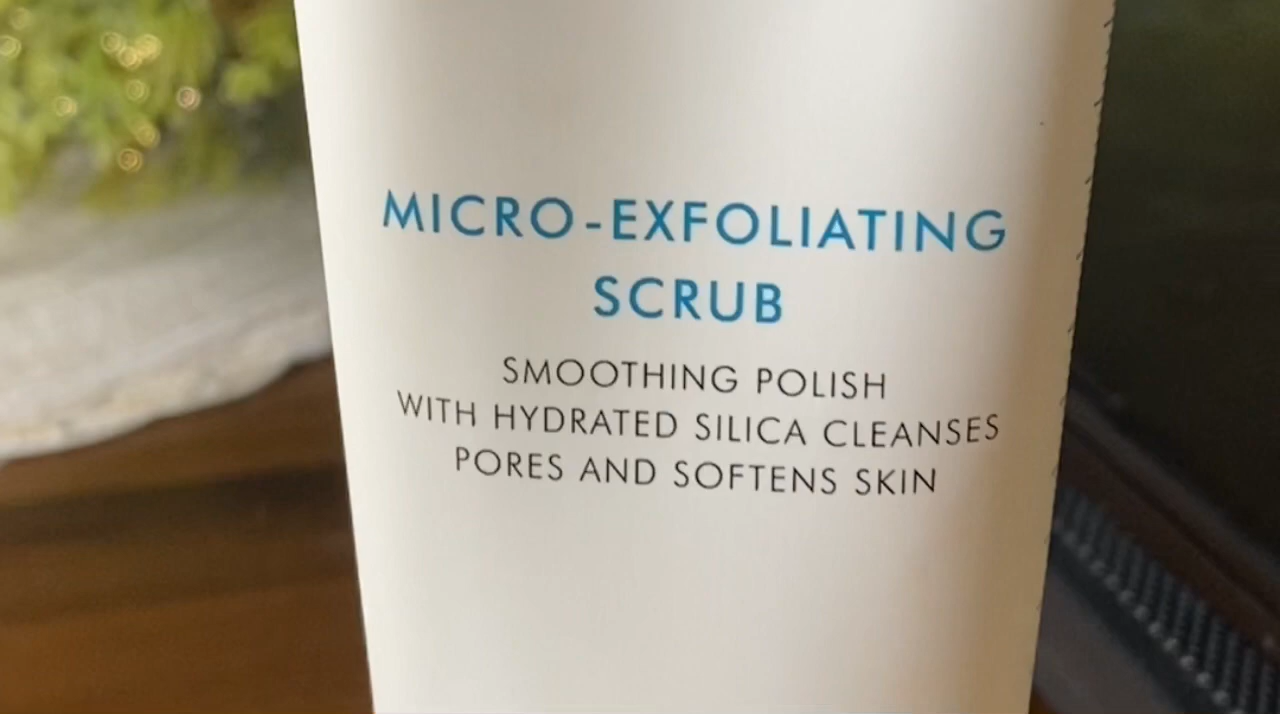 MICRO-EXFOLIATING
SCRUB
SMOOTHING POLISH
WITH HYDRATED SILICA CLEANSES
PORES AND SOFTENS SKIN